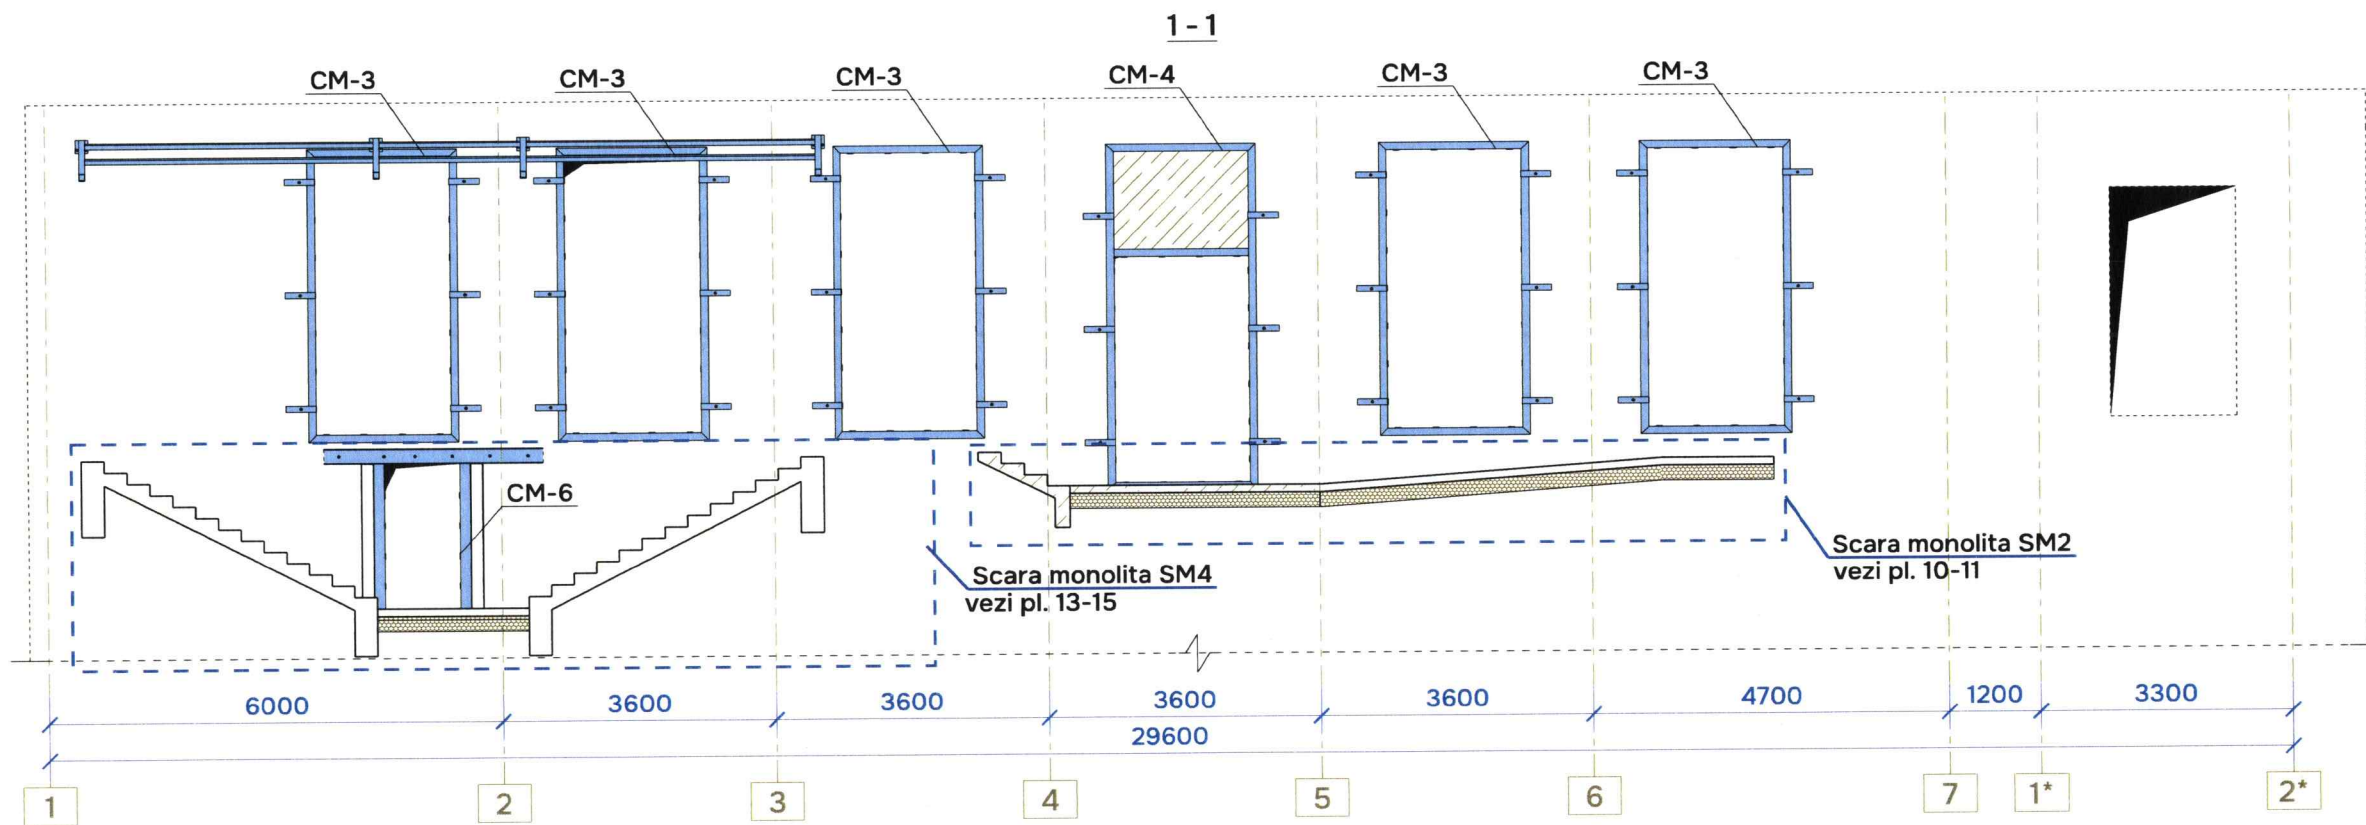 1-1
CM-3
CM-3
CM-3
CM-4
CM-3
CM-3
CM-6
Scara monolita SM4
vezi pl. 13-15
Scara monolita SM2
vezi pl. 10-11
6000
3600
3600
3600
3600
4700
1200
3300
29600
1
2
3
4
5
6
7
1*
2*